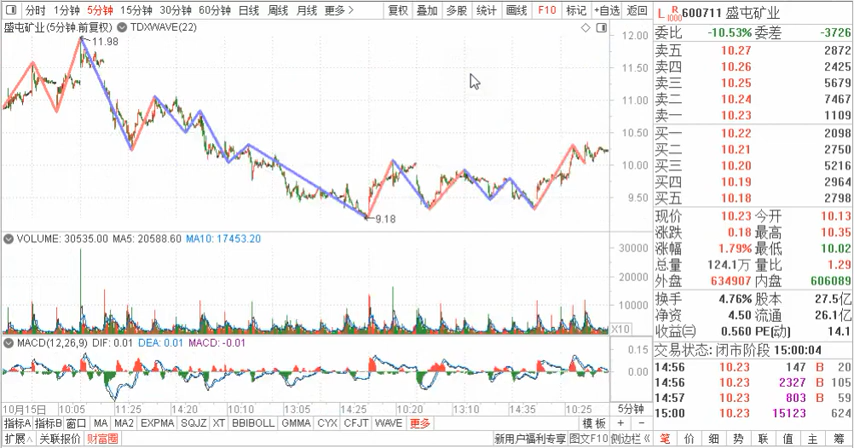 分时 1分钟 5分钟 15分钟 30分钟 60分钟 日线 周线 月线 更多 > 复权 叠加 多股 统计 画线 F10 标记 +自选 返回
盛屯矿业(5分钟 前复权) TDXWAVE(22)
11.98
9.18
12.00
11.50
11.00
10.50
10.00
9.50
VOLUME: 30535.00 MA5: 20588.60 MA10: 17453.20
30000
20000
10000
X10
MACD(12,26,9) DIF: 0.01 DEA: 0.01 MACD: -0.01
0.15
0.00
10月15日 10:05 11:25 14:20 10:10 13:05 14:25 10:20 13:10 14:35 10:25 5分钟
指标A 指标B 窗口 MA MA2 EXPMA SQJZ XT BBIBOLL GMMA CYX CFJT WAVE 更多 模板 + -
扩展∧ 关联报价 财富圈 新用户福利专享 图文F10 侧边栏 《
L R 1000 600711 盛屯矿业
委比 -10.53% 委差 -3726
卖五 10.27 2872
卖四 10.26 2425
卖三 10.25 5679
卖二 10.24 7467
卖一 10.23 1109
买一 10.22 2098
买二 10.21 2750
买三 10.20 5216
买四 10.19 2964
买五 10.18 2798
现价 10.23 今开 10.13
涨跌 0.18 最高 10.35
涨幅 1.79% 最低 10.02
总量 124.1万 量比 1.29
外盘 634907 内盘 606089
换手 4.76% 股本 27.5亿
净资 4.50 流通 26.1亿
收益㈢ 0.560 PE(动) 14.1
交易状态: 闭市阶段 15:00:04
14:56 10.23 147 B 20
14:56 10.23 2327 B 105
14:57 10.23 803 B 59
15:00 10.23 15123 624
笔 价 细 势 联 值 主 筹